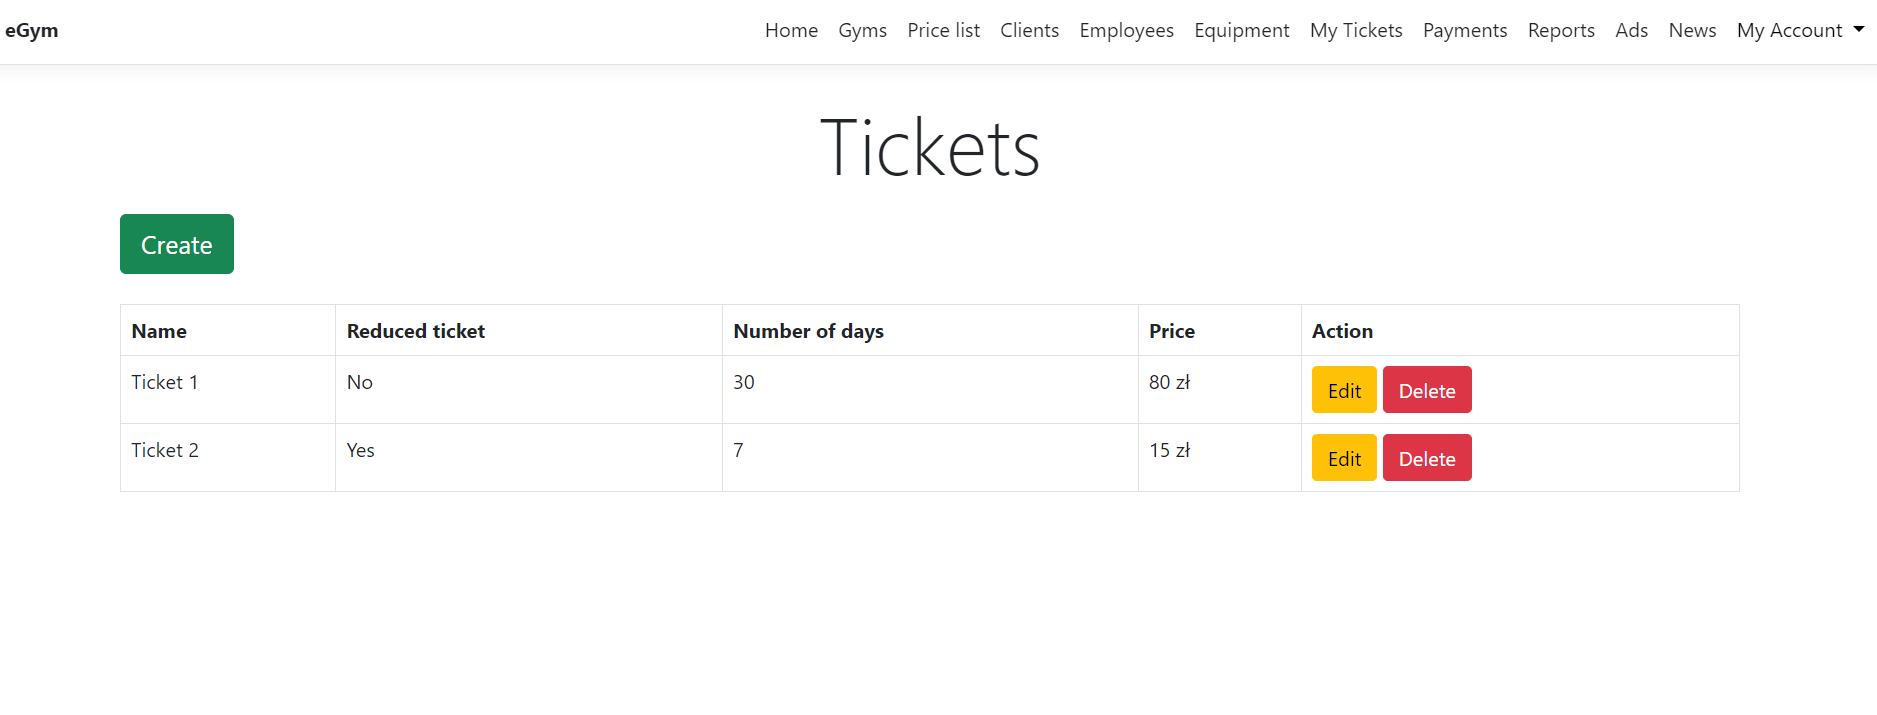 eGym Home Gyms Price list Clients Employees Equipment My Tickets Payments Reports Ads News My Account
Tickets
Create
Name Reduced ticket Number of days Price Action
Ticket 1 No 30 80 zł Edit Delete
Ticket 2 Yes 7 15 zł Edit Delete